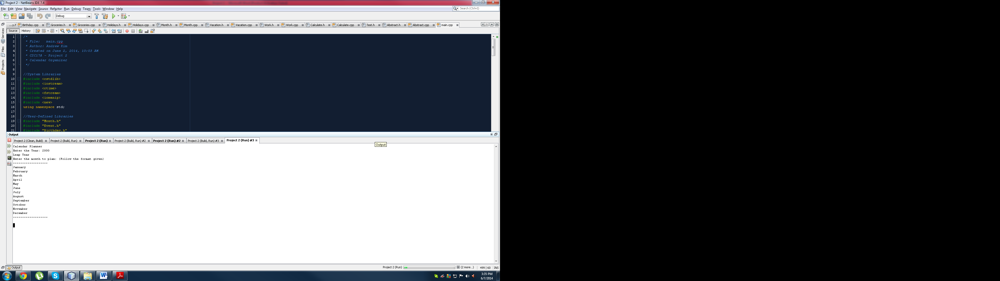 Project 2 - NetBeans IDE 7.4
File Edit View Navigate Source Refactor Run Debug Team Tools Window Help
Search (Ctrl+I)
Debug
...y.h Birthday.cpp Groceries.h Groceries.cpp Holidays.h Holidays.cpp Month.h Month.cpp Vacation.h Vacation.cpp Work.h Work.cpp Calculate.h Calculate.cpp Test.h Abstract.h Abstract.cpp main.cpp
Source History
Services
Files
Projects
1 /*
2 * File: main.cpp
3 * Author: Andrew Kim
4 * Created on June 2, 2014, 10:03 AM
5 * CSC17A - Project 2
6 * Calendar Organizer
7 */
8
9 //System Libraries
10 #include <cstdlib>
11 #include <iostream>
12 #include <ctime>
13 #include <fstream>
14 #include <iomanip>
15 #include <new>
16 using namespace std;
17
18 //User-Defined Libraries
19 #include "Month.h"
20 #include "Event.h"
21 #include "Birthday.h"
Output
Project 2 (Clean, Build) Project 2 (Build, Run) Project 2 (Run) Project 2 (Build, Run) #2 Project 2 (Run) #2 Project 2 (Build, Run) #3 Project 2 (Run) #3
Output
Calendar Planner
Enter the Year: 2000
Leap Year
Enter the month to plan: (Follow the format given)
~~~~~~~~~~~~~~~~~~~
January
February
March
April
May
June
July
August
September
October
November
December
~~~~~~~~~~~~~~~~~~~
Output
Project 2 (Run) (2 more...) 499 | 60 INS
3:35 PM
6/7/2014